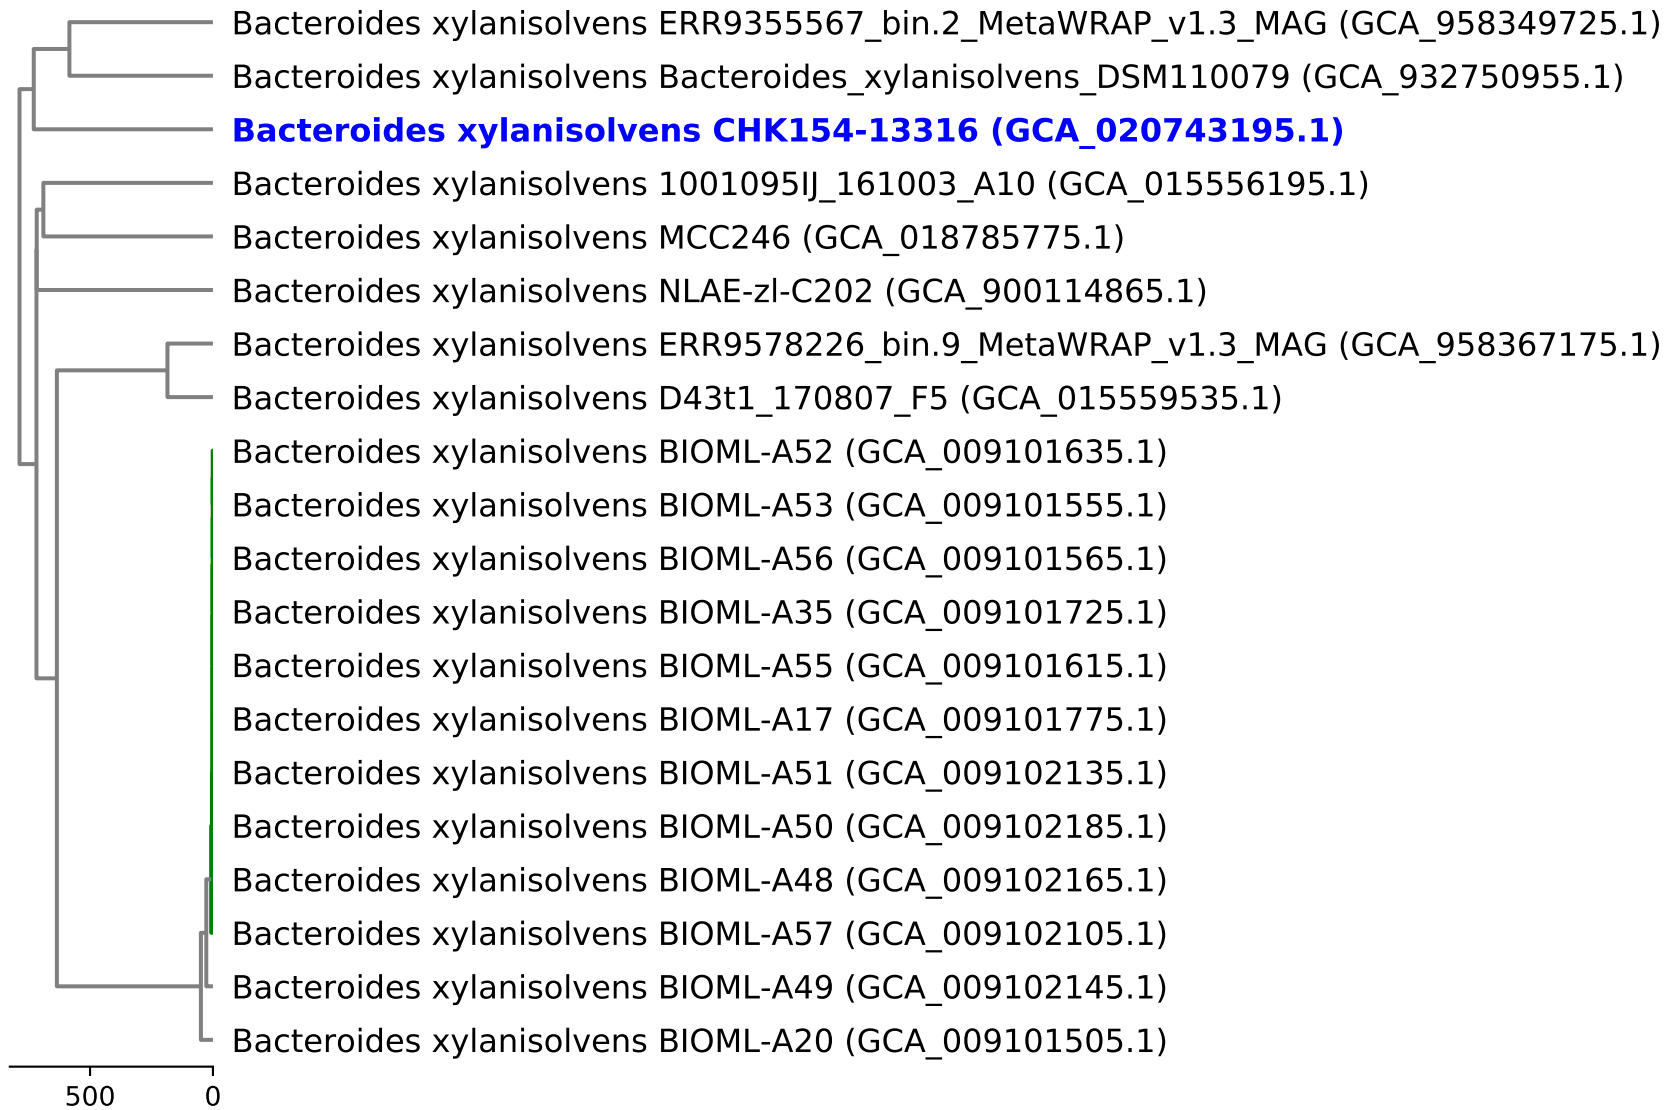 Bacteroides xylanisolvens ERR9355567_bin.2_MetaWRAP_v1.3_MAG (GCA_958349725.1)
Bacteroides xylanisolvens Bacteroides_xylanisolvens_DSM110079 (GCA_932750955.1)
Bacteroides xylanisolvens CHK154-13316 (GCA_020743195.1)
Bacteroides xylanisolvens 1001095IJ_161003_A10 (GCA_015556195.1)
Bacteroides xylanisolvens MCC246 (GCA_018785775.1)
Bacteroides xylanisolvens NLAE-zl-C202 (GCA_900114865.1)
Bacteroides xylanisolvens ERR9578226_bin.9_MetaWRAP_v1.3_MAG (GCA_958367175.1)
Bacteroides xylanisolvens D43t1_170807_F5 (GCA_015559535.1)
Bacteroides xylanisolvens BIOML-A52 (GCA_009101635.1)
Bacteroides xylanisolvens BIOML-A53 (GCA_009101555.1)
Bacteroides xylanisolvens BIOML-A56 (GCA_009101565.1)
Bacteroides xylanisolvens BIOML-A35 (GCA_009101725.1)
Bacteroides xylanisolvens BIOML-A55 (GCA_009101615.1)
Bacteroides xylanisolvens BIOML-A17 (GCA_009101775.1)
Bacteroides xylanisolvens BIOML-A51 (GCA_009102135.1)
Bacteroides xylanisolvens BIOML-A50 (GCA_009102185.1)
Bacteroides xylanisolvens BIOML-A48 (GCA_009102165.1)
Bacteroides xylanisolvens BIOML-A57 (GCA_009102105.1)
Bacteroides xylanisolvens BIOML-A49 (GCA_009102145.1)
Bacteroides xylanisolvens BIOML-A20 (GCA_009101505.1)
500 0